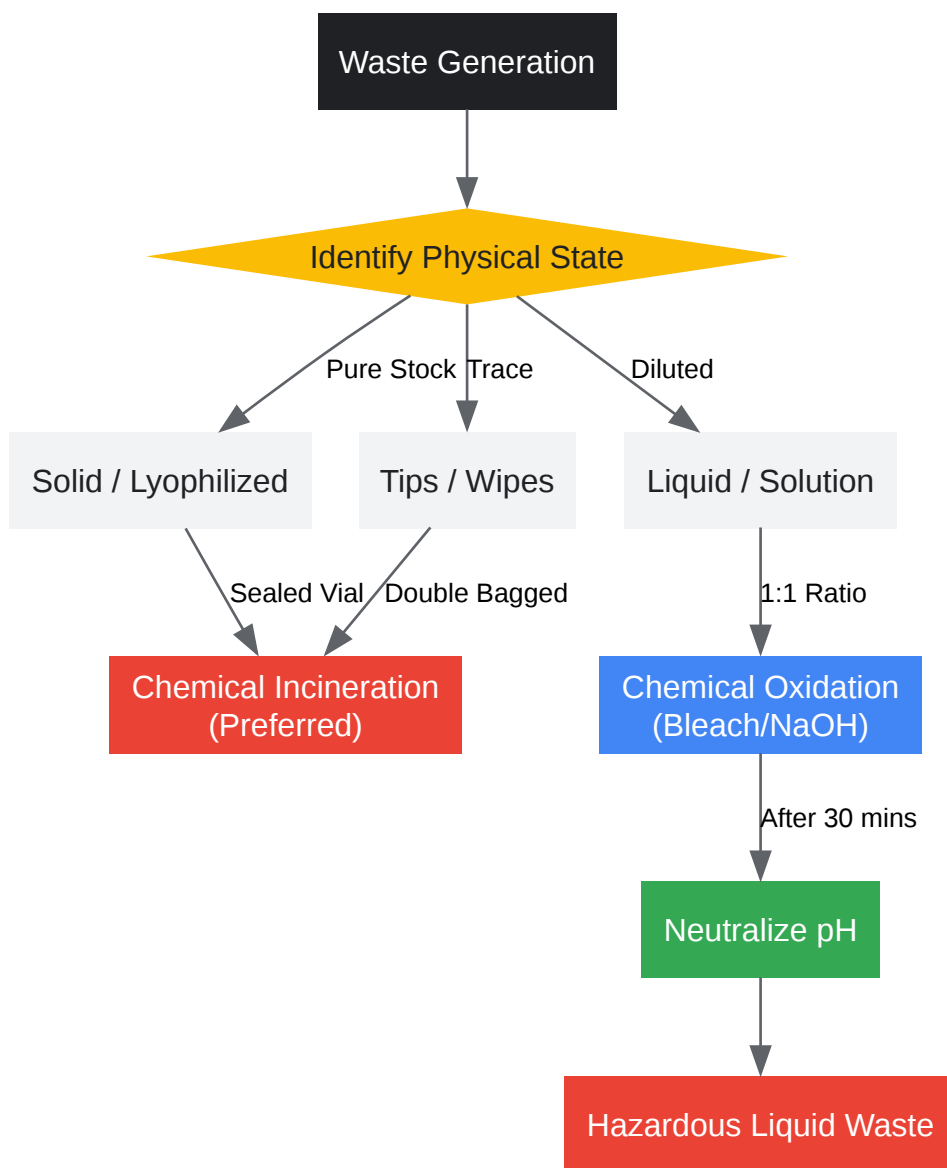 Waste Generation
Identify Physical State
Pure Stock
Trace
Diluted
Solid / Lyophilized
Tips / Wipes
Liquid / Solution
Sealed Vial
Double Bagged
1:1 Ratio
Chemical Incineration
(Preferred)
Chemical Oxidation
(Bleach/NaOH)
After 30 mins
Neutralize pH
Hazardous Liquid Waste